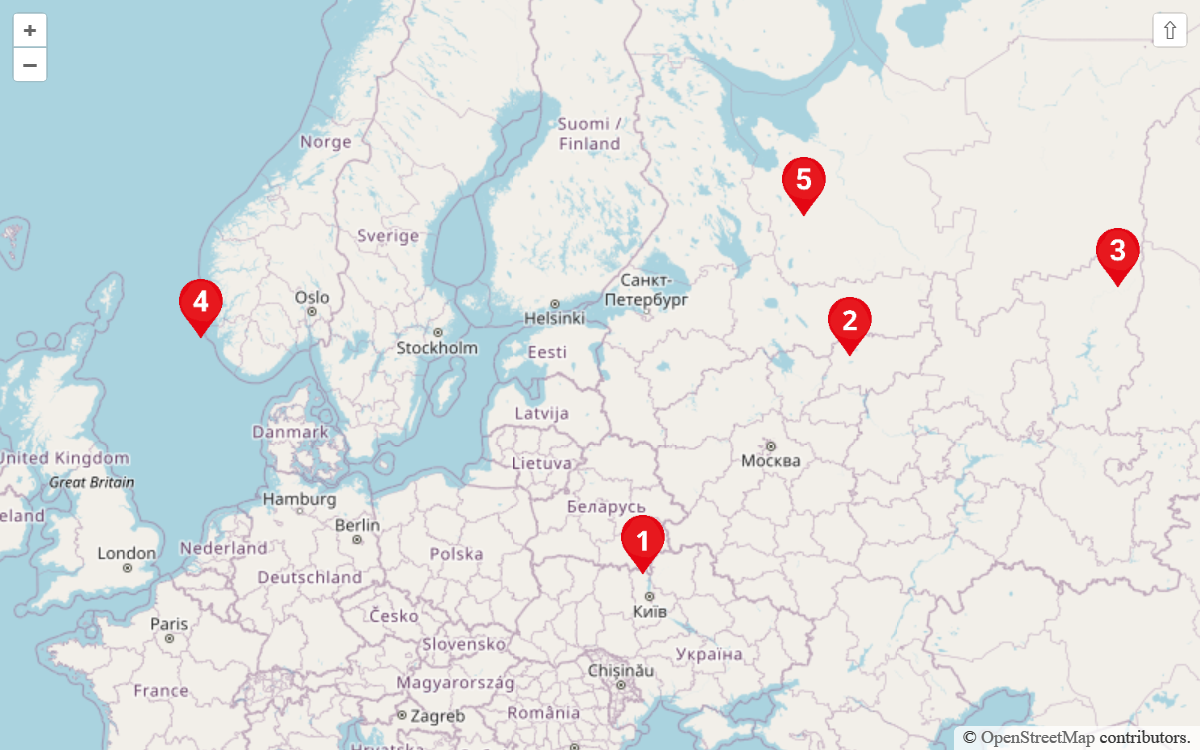 +
−
⇧
Suomi /
Finland
Norge
5
Sverige
3
Санкт-
Петербург
4
Oslo
2
Helsinki
Stockholm
Eesti
Latvija
Danmark
United Kingdom
Great Britain
Москва
Lietuva
Hamburg
Беларусь
eland
Berlin
1
Nederland
London
Polska
Deutschland
Київ
Česko
Paris
Slovensko
Україна
Chișinău
Magyarország
France
Zagreb
România
Hrvatska
© OpenStreetMap contributors.